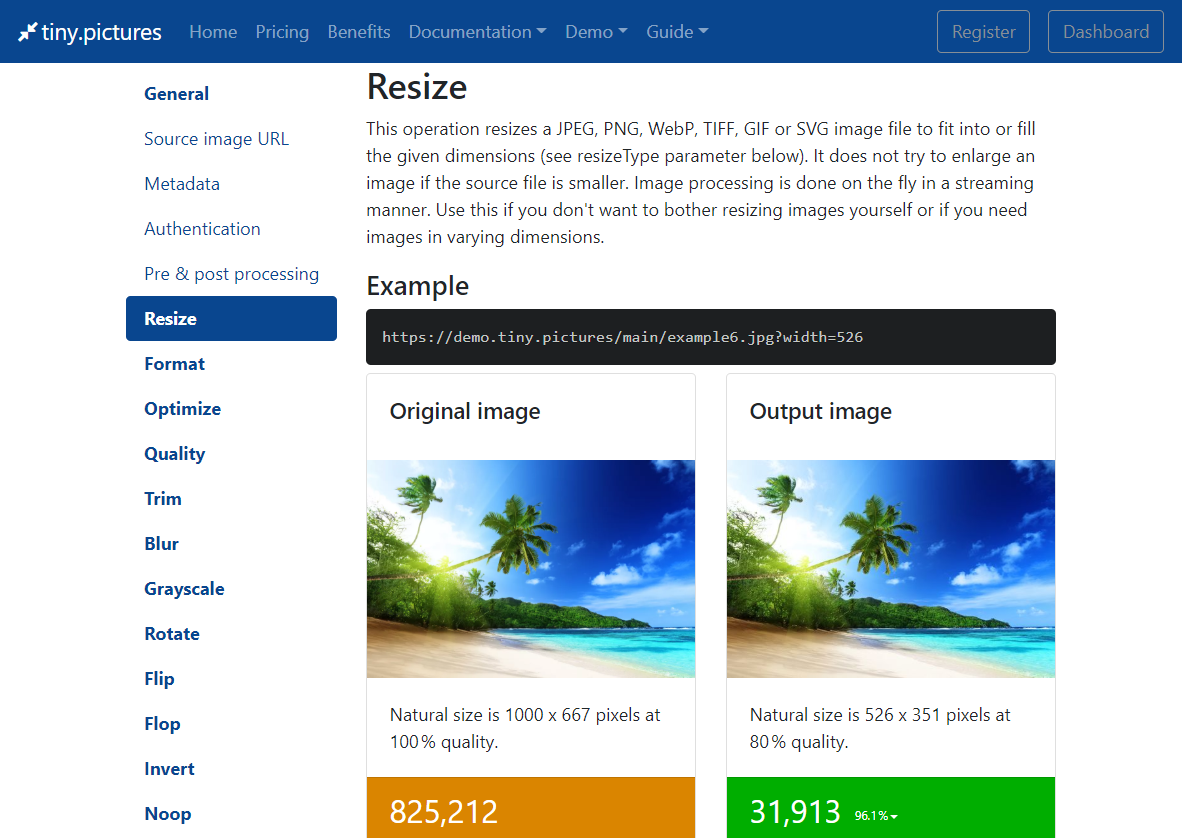 tiny.pictures Home Pricing Benefits Documentation Demo Guide Register Dashboard
General
Source image URL
Metadata
Authentication
Pre & post processing
Resize
Format
Optimize
Quality
Trim
Blur
Grayscale
Rotate
Flip
Flop
Invert
Noop
Resize
This operation resizes a JPEG, PNG, WebP, TIFF, GIF or SVG image file to fit into or fill
the given dimensions (see resizeType parameter below). It does not try to enlarge an
image if the source file is smaller. Image processing is done on the fly in a streaming
manner. Use this if you don't want to bother resizing images yourself or if you need
images in varying dimensions.
Example
https://demo.tiny.pictures/main/example6.jpg?width=526
Original image
Natural size is 1000 x 667 pixels at
100% quality.
825,212
Output image
Natural size is 526 x 351 pixels at
80% quality.
31,913 96.1%